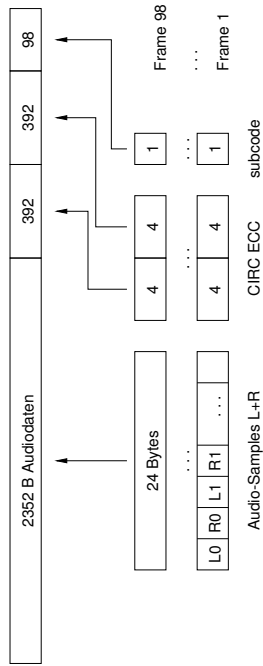 2352 B Audiodaten 392 392 98
24 Bytes 4 4 1 Frame 98
... ... ... ...
L0 R0 L1 R1 ... 4 4 1 Frame 1
Audio-Samples L+R CIRC ECC subcode